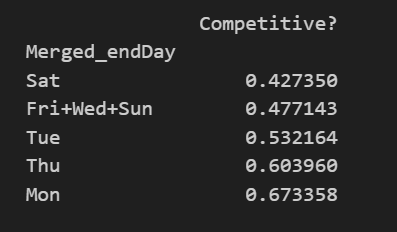 Competitive?
Merged_endDay
Sat 0.427350
Fri+Wed+Sun 0.477143
Tue 0.532164
Thu 0.603960
Mon 0.673358